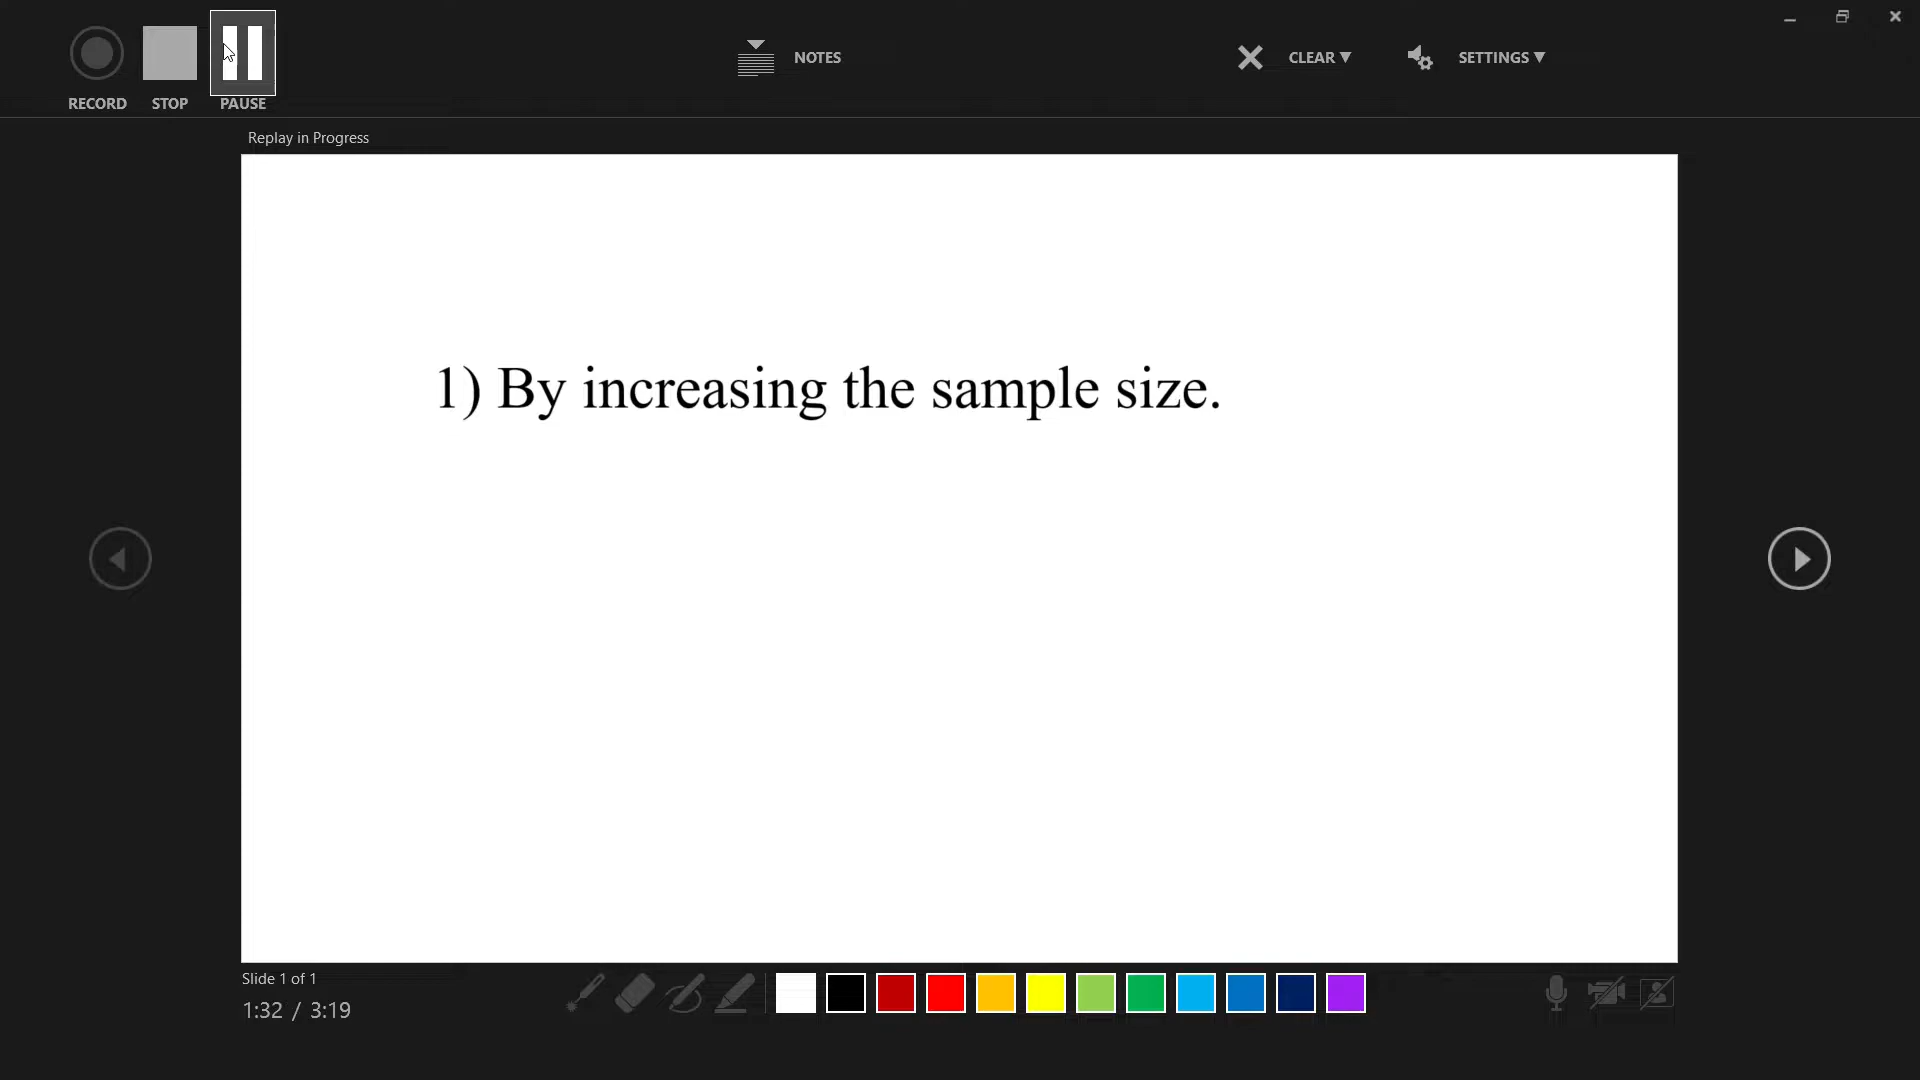 RECORD STOP PAUSE NOTES CLEAR SETTINGS
Replay in Progress
1) By increasing the sample size.
Slide 1 of 1
1:32 / 3:19